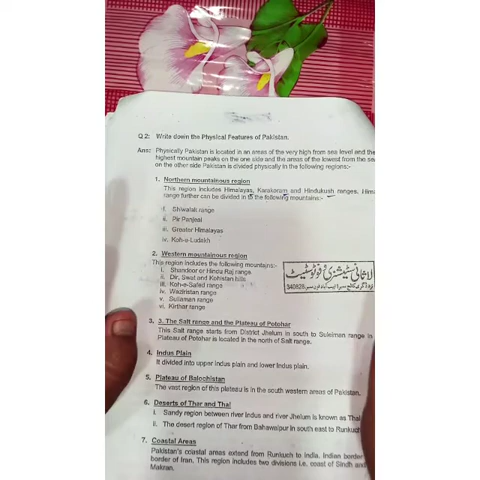 Q 2: Write down the Physical Features of Pakistan.
Ans: Physically Pakistan is located in an areas of the very high from sea level and the
highest mountain peaks on the one side and the areas of the lowest from the sea
on the other side Pakistan is divided physically in the following regions:-
1. Northern mountainous region
This region includes Himalayas, Karakoram and Hindukush ranges. Hima
range further can be divided in to the following mountains:-
i. Shiwalak range
ii. Pir Panjaal
iii. Greater Himalayas
iv. Koh-e-Ludakh
2. Western mountainous region
This region includes the following mountains:-
i. Shandoor or Hindu Raj range
ii. Dir, Swat and Kohistan hills
iii. Koh-e-Safed range
iv. Waziristan range
v. Sulaman range
vi. Kirthar range
لاثانی سٹیشنری و فوٹوسٹیٹ
340828
3. 3. The Salt range and the Plateau of Potohar
This Salt range starts from District Jhelum in south to Suleiman range in
Plateau of Potohar is located in the north of Salt range.
4. Indus Plain
It divided into upper Indus plain and lower Indus plain.
5. Plateau of Balochistan
The vast region of this plateau is in the south western areas of Pakistan.
6. Deserts of Thar and Thal
i. Sandy region between river Indus and river Jhelum is known as Thal
ii. The desert region of Thar from Bahawalpur in south east to Runkuch
7. Coastal Areas
Pakistan's coastal areas extend from Runkuch to India. Indian border
border of Iran. This region includes two divisions i.e. coast of Sindh and
Makran.